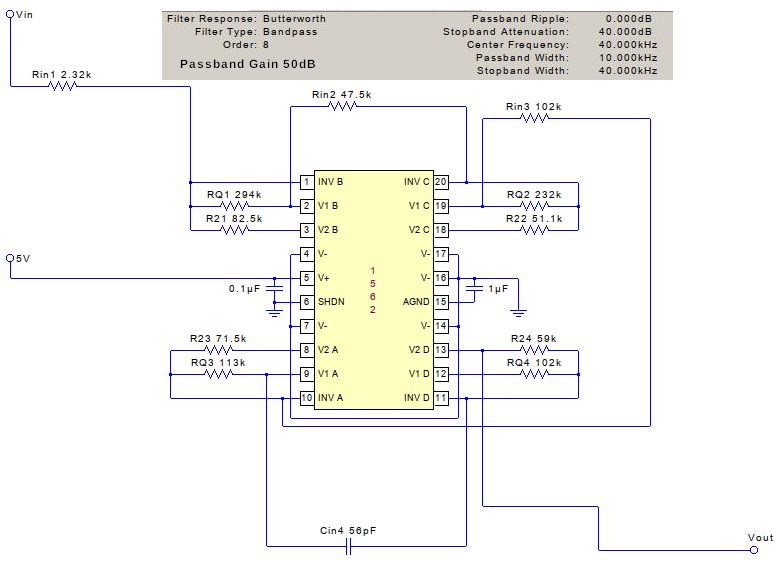 Vin
Filter Response: Butterworth
Filter Type: Bandpass
Order: 8
Passband Gain 50dB
Passband Ripple: 0.000dB
Stopband Attenuation: 40.000dB
Center Frequency: 40.000kHz
Passband Width: 10.000kHz
Stopband Width: 40.000kHz
Rin1 2.32k
Rin2 47.5k
Rin3 102k
1 INV B
INV C 20
RQ1 294k
2 V1 B
V1 C 19
RQ2 232k
R21 82.5k
3 V2 B
V2 C 18
R22 51.1k
5V
4 V-
V- 17
5 V+
V- 16
0.1µF
6 SHDN
AGND 15
1µF
1
5
6
2
7 V-
V- 14
R23 71.5k
8 V2 A
V2 D 13
R24 59k
RQ3 113k
9 V1 A
V1 D 12
RQ4 102k
10 INV A
INV D 11
Cin4 56pF
Vout